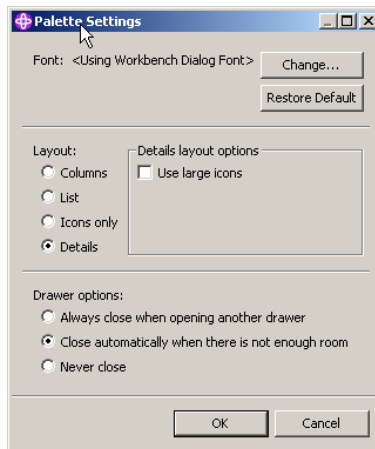 Palette Settings
Font: <Using Workbench Dialog Font> Change...
Restore Default
Layout:
Columns
List
Icons only
Details
Details layout options
Use large icons
Drawer options:
Always close when opening another drawer
Close automatically when there is not enough room
Never close
OK Cancel